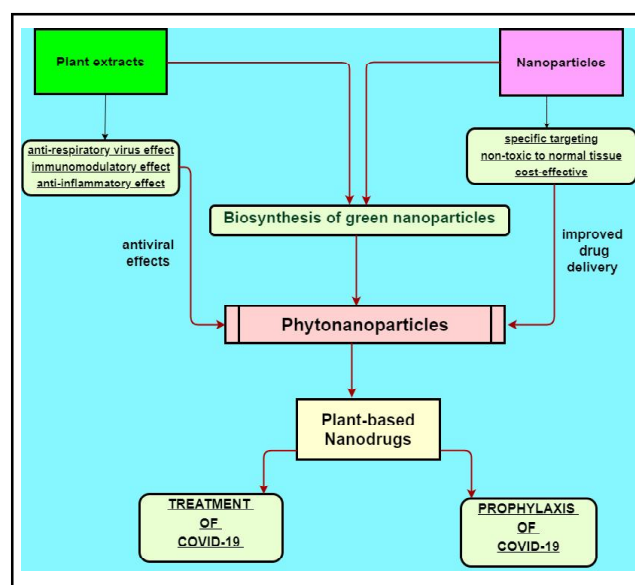 Plant extracts
Nanoparticles
anti-respiratory virus effect
immunomodulatory effect
anti-inflammatory effect
specific targeting
non-toxic to normal tissue
cost-effective
Biosynthesis of green nanoparticles
antiviral
effects
improved
drug
delivery
Phytonanoparticles
Plant-based
Nanodrugs
TREATMENT
OF
COVID-19
PROPHYLAXIS
OF
COVID-19